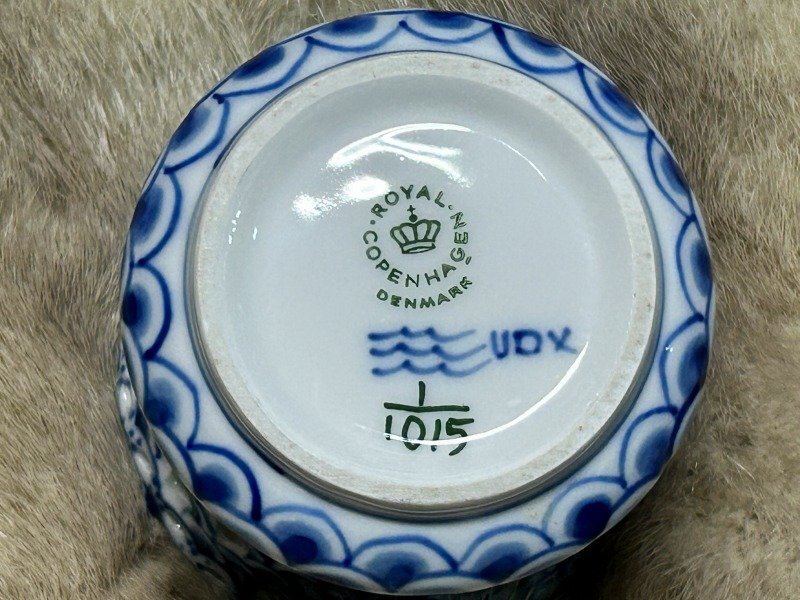 ROYAL
COPENHAGEN
DENMARK
UDX
1
1015